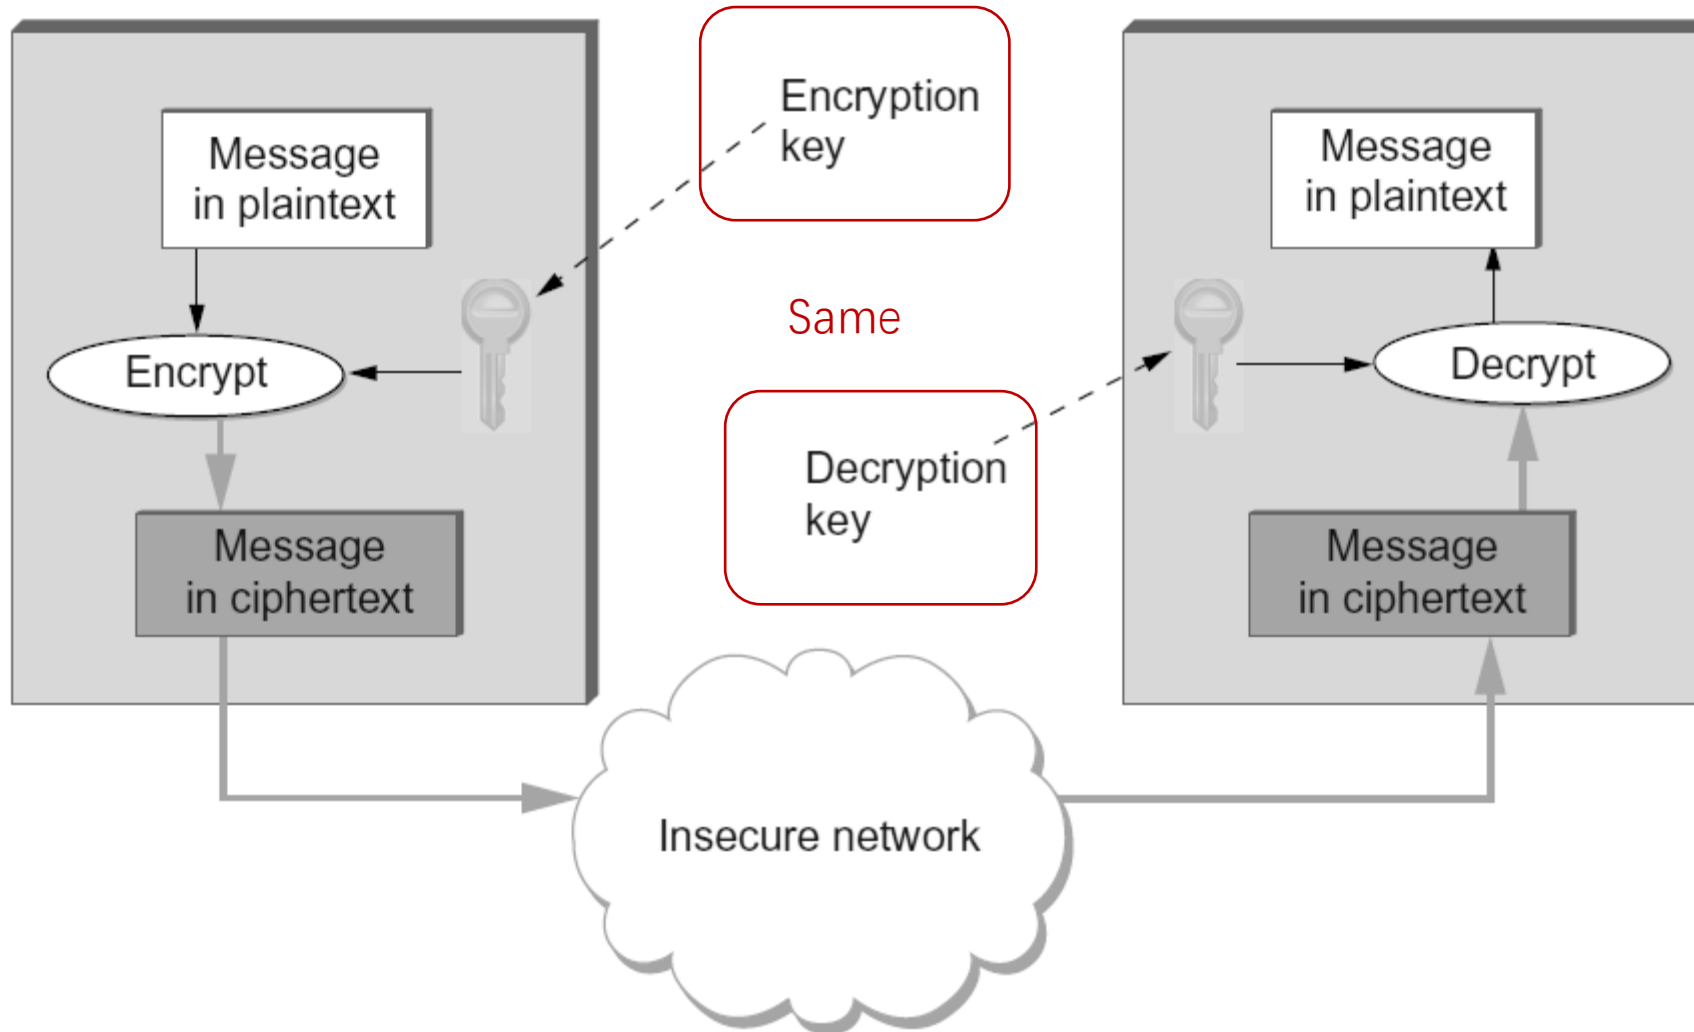 Message
in plaintext
Encrypt
Message
in ciphertext
Encryption
key
Same
Decryption
key
Insecure network
Message
in plaintext
Decrypt
Message
in ciphertext